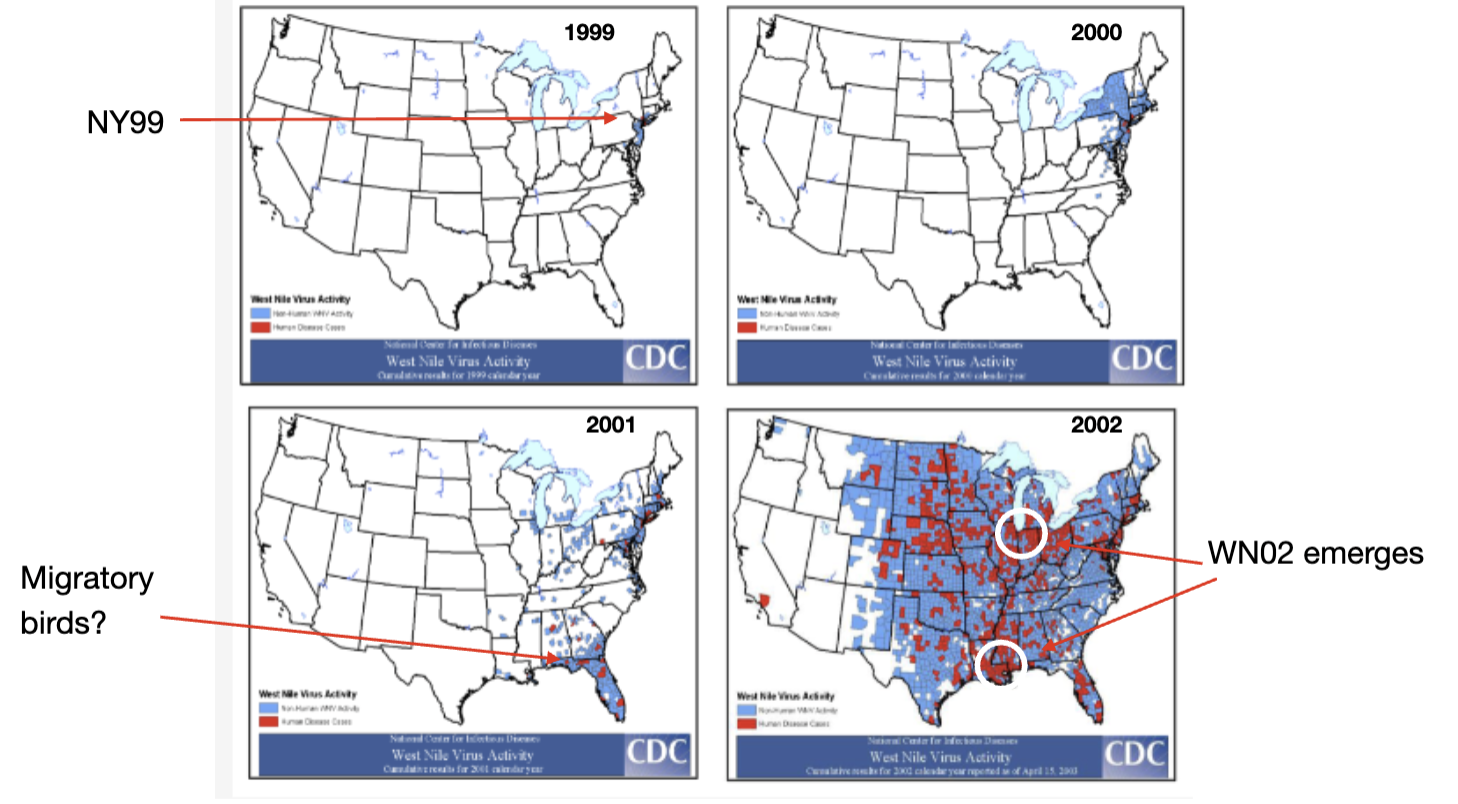 1999
NY99
West Nile Virus Activity
Non-Human WNV Activity
Human Disease Cases
National Center for Infectious Diseases
West Nile Virus Activity
Cumulative results for 1999 calendar year
CDC
2000
West Nile Virus Activity
Non-Human WNV Activity
Human Disease Cases
National Center for Infectious Diseases
West Nile Virus Activity
Cumulative results for 2000 calendar year
CDC
2001
Migratory
birds?
West Nile Virus Activity
Non-Human WNV Activity
Human Disease Cases
National Center for Infectious Diseases
West Nile Virus Activity
Cumulative results for 2001 calendar year
CDC
2002
WN02 emerges
West Nile Virus Activity
Non-Human WNV Activity
Human Disease Cases
National Center for Infectious Diseases
West Nile Virus Activity
Cumulative results for 2002 calendar year reported as of April 15, 2003
CDC